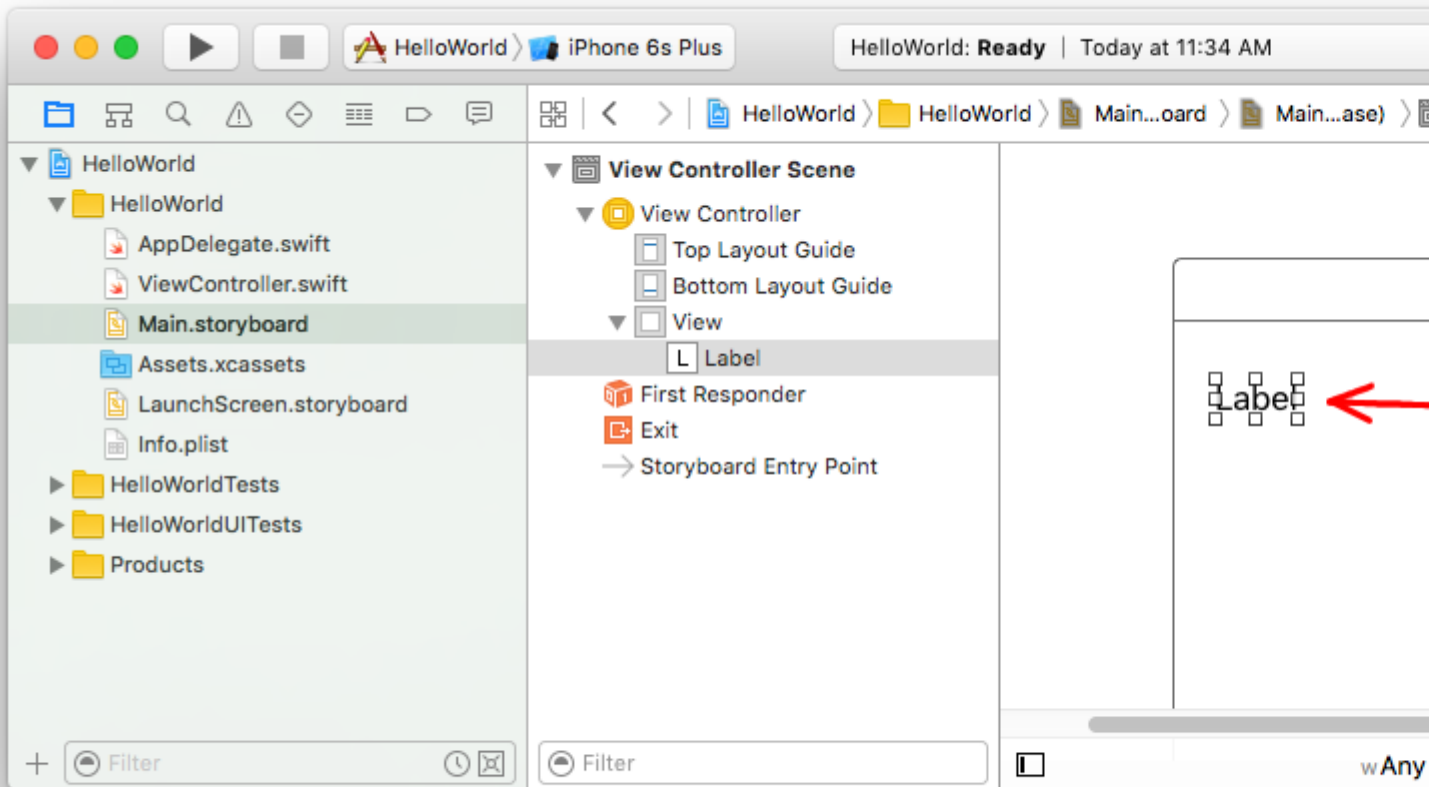 HelloWorld iPhone 6s Plus HelloWorld: Ready | Today at 11:34 AM
HelloWorld HelloWorld Main...oard Main...ase)
HelloWorld
HelloWorld
AppDelegate.swift
ViewController.swift
Main.storyboard
Assets.xcassets
LaunchScreen.storyboard
Info.plist
HelloWorldTests
HelloWorldUITests
Products
Filter
View Controller Scene
View Controller
Top Layout Guide
Bottom Layout Guide
View
L Label
First Responder
Exit
Storyboard Entry Point
Filter
Label
wAny